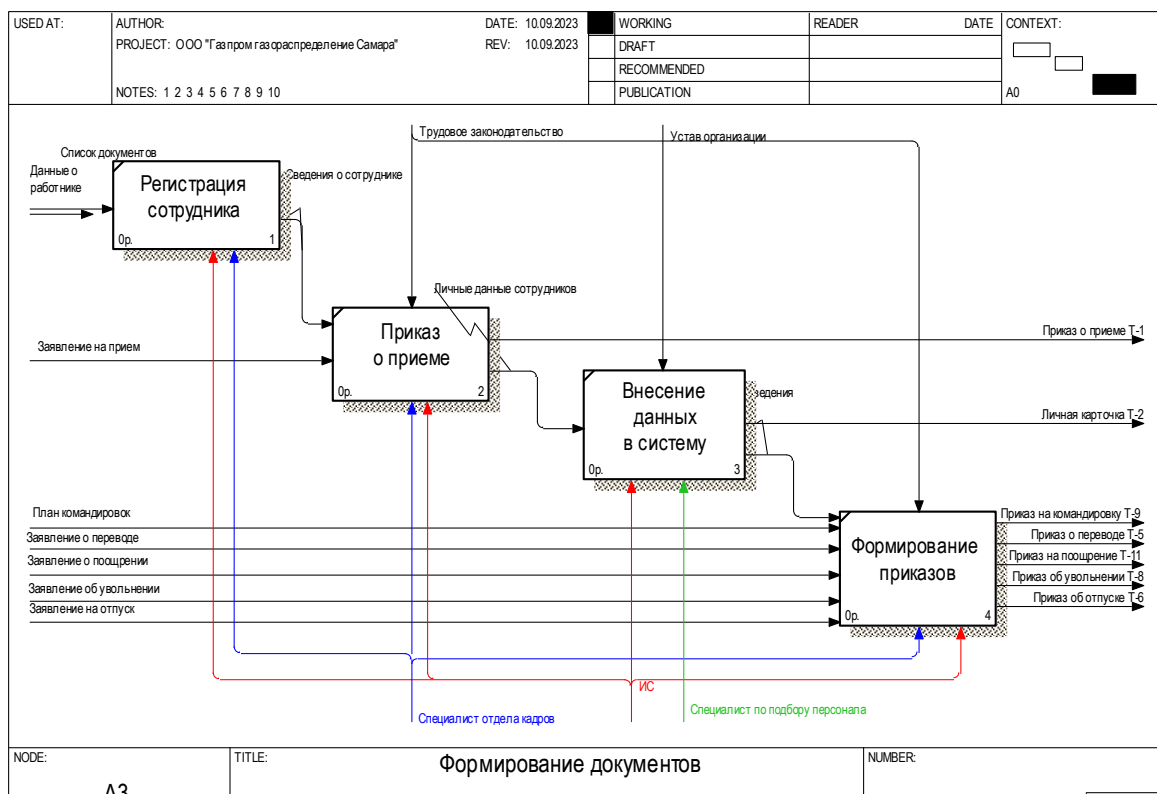 USED AT:
AUTHOR:
DATE: 10.09.2023
WORKING
READER
DATE
CONTEXT:
PROJECT: ООО "Газпром газораспределение Самара"
REV: 10.09.2023
DRAFT
RECOMMENDED
NOTES: 1 2 3 4 5 6 7 8 9 10
PUBLICATION
A0
Трудовое законодательство
Устав организации
Список документов
Данные о
работнике
Регистрация
сотрудника
0р.
1
Сведения о сотруднике
Личные данные сотрудников
Заявление на прием
Приказ
о приеме
0р.
2
Приказ о приеме Т-1
Внесение
данных
в систему
0р.
3
ведения
Личная карточка Т-2
План командировок
Заявление о переводе
Заявление о поощрении
Заявление об увольнении
Заявление на отпуск
Формирование
приказов
0р.
4
Приказ на командировку Т-9
Приказ о переводе Т-5
Приказ на поощрение Т-11
Приказ об увольнении Т-8
Приказ об отпуске Т-6
ИС
Специалист отдела кадров
Специалист по подбору персонала
NODE:
TITLE:
Формирование документов
NUMBER:
A3